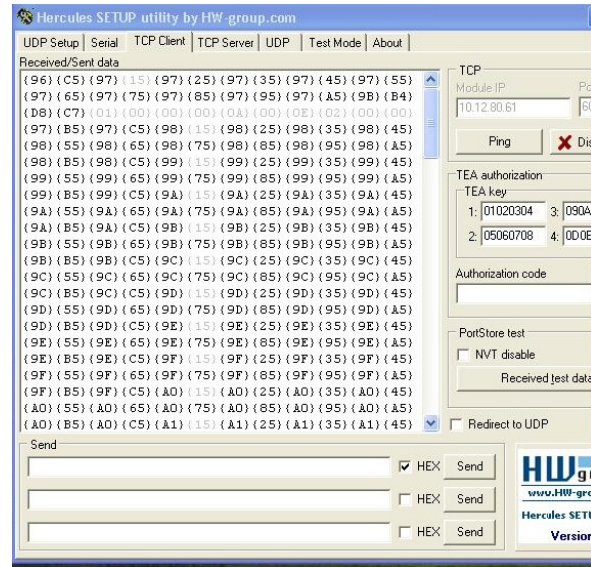 Hercules SETUP utility by HW-group.com
UDP Setup Serial TCP Client TCP Server UDP Test Mode About
Received/Sent data
{96}{C5}{97}{15}{97}{25}{97}{35}{97}{45}{97}{55}
{97}{65}{97}{75}{97}{85}{97}{95}{97}{A5}{9B}{B4}
{D8}{C7}{01}{00}{00}{00}{0A}{00}{0E}{02}{00}{00}
{97}{B5}{97}{C5}{98}{15}{98}{25}{98}{35}{98}{45}
{98}{55}{98}{65}{98}{75}{98}{85}{98}{95}{98}{A5}
{98}{B5}{98}{C5}{99}{15}{99}{25}{99}{35}{99}{45}
{99}{55}{99}{65}{99}{75}{99}{85}{99}{95}{99}{A5}
{99}{B5}{99}{C5}{9A}{15}{9A}{25}{9A}{35}{9A}{45}
{9A}{55}{9A}{65}{9A}{75}{9A}{85}{9A}{95}{9A}{A5}
{9A}{B5}{9A}{C5}{9B}{15}{9B}{25}{9B}{35}{9B}{45}
{9B}{55}{9B}{65}{9B}{75}{9B}{85}{9B}{95}{9B}{A5}
{9B}{B5}{9B}{C5}{9C}{15}{9C}{25}{9C}{35}{9C}{45}
{9C}{55}{9C}{65}{9C}{75}{9C}{85}{9C}{95}{9C}{A5}
{9C}{B5}{9C}{C5}{9D}{15}{9D}{25}{9D}{35}{9D}{45}
{9D}{55}{9D}{65}{9D}{75}{9D}{85}{9D}{95}{9D}{A5}
{9D}{B5}{9D}{C5}{9E}{15}{9E}{25}{9E}{35}{9E}{45}
{9E}{55}{9E}{65}{9E}{75}{9E}{85}{9E}{95}{9E}{A5}
{9E}{B5}{9E}{C5}{9F}{15}{9F}{25}{9F}{35}{9F}{45}
{9F}{55}{9F}{65}{9F}{75}{9F}{85}{9F}{95}{9F}{A5}
{9F}{B5}{9F}{C5}{A0}{15}{A0}{25}{A0}{35}{A0}{45}
{A0}{55}{A0}{65}{A0}{75}{A0}{85}{A0}{95}{A0}{A5}
{A0}{B5}{A0}{C5}{A1}{15}{A1}{25}{A1}{35}{A1}{45}
TCP
Module IP Po
10.12.80.61 60
Ping Dis
TEA authorization
TEA key
1: 01020304 3: 090A
2: 05060708 4: 0D0E
Authorization code
PortStore test
NVT disable
Received test data
Redirect to UDP
Send
HEX Send
HEX Send
HEX Send
HW g
www.HW-gr
Hercules SETU
Version